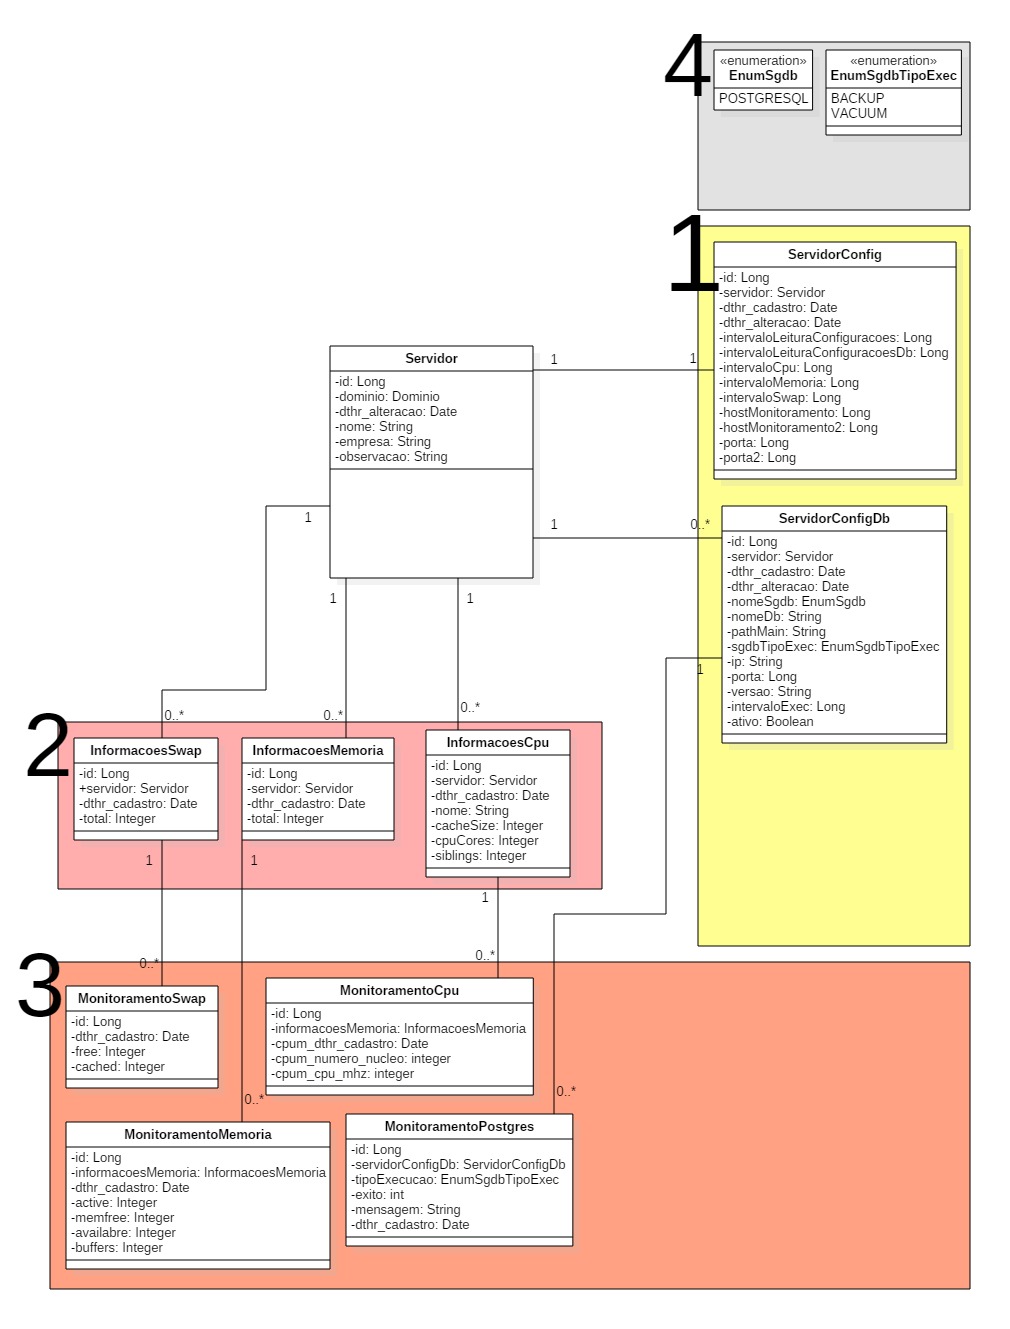 4
«enumeration»
EnumSgdb
POSTGRESQL
«enumeration»
EnumSgdbTipoExec
BACKUP
VACUUM
1
ServidorConfig
-id: Long
-servidor: Servidor
-dthr_cadastro: Date
-dthr_alteracao: Date
-intervaloLeituraConfiguracoes: Long
-intervaloLeituraConfiguracoesDb: Long
-intervaloCpu: Long
-intervaloMemoria: Long
-intervaloSwap: Long
-hostMonitoramento: Long
-hostMonitoramento2: Long
-porta: Long
-porta2: Long
Servidor
-id: Long
-dominio: Dominio
-dthr_alteracao: Date
-nome: String
-empresa: String
-observacao: String
1
1
1
0..*
ServidorConfigDb
-id: Long
-servidor: Servidor
-dthr_cadastro: Date
-dthr_alteracao: Date
-nomeSgdb: EnumSgdb
-nomeDb: String
-pathMain: String
-sgdbTipoExec: EnumSgdbTipoExec
-ip: String
-porta: Long
-versao: String
-intervaloExec: Long
-ativo: Boolean
1
1
1
1
0..*
0..*
0..*
2
InformacoesSwap
-id: Long
+servidor: Servidor
-dthr_cadastro: Date
-total: Integer
InformacoesMemoria
-id: Long
-servidor: Servidor
-dthr_cadastro: Date
-total: Integer
InformacoesCpu
-id: Long
-servidor: Servidor
-dthr_cadastro: Date
-nome: String
-cacheSize: Integer
-cpuCores: Integer
-siblings: Integer
1
1
1
0..*
0..*
3
MonitoramentoSwap
-id: Long
-dthr_cadastro: Date
-free: Integer
-cached: Integer
MonitoramentoCpu
-id: Long
-informacoesMemoria: InformacoesMemoria
-cpum_dthr_cadastro: Date
-cpum_numero_nucleo: integer
-cpum_cpu_mhz: integer
0..*
0..*
MonitoramentoMemoria
-id: Long
-informacoesMemoria: InformacoesMemoria
-dthr_cadastro: Date
-active: Integer
-memfree: Integer
-availabre: Integer
-buffers: Integer
MonitoramentoPostgres
-id: Long
-servidorConfigDb: ServidorConfigDb
-tipoExecucao: EnumSgdbTipoExec
-exito: int
-mensagem: String
-dthr_cadastro: Date